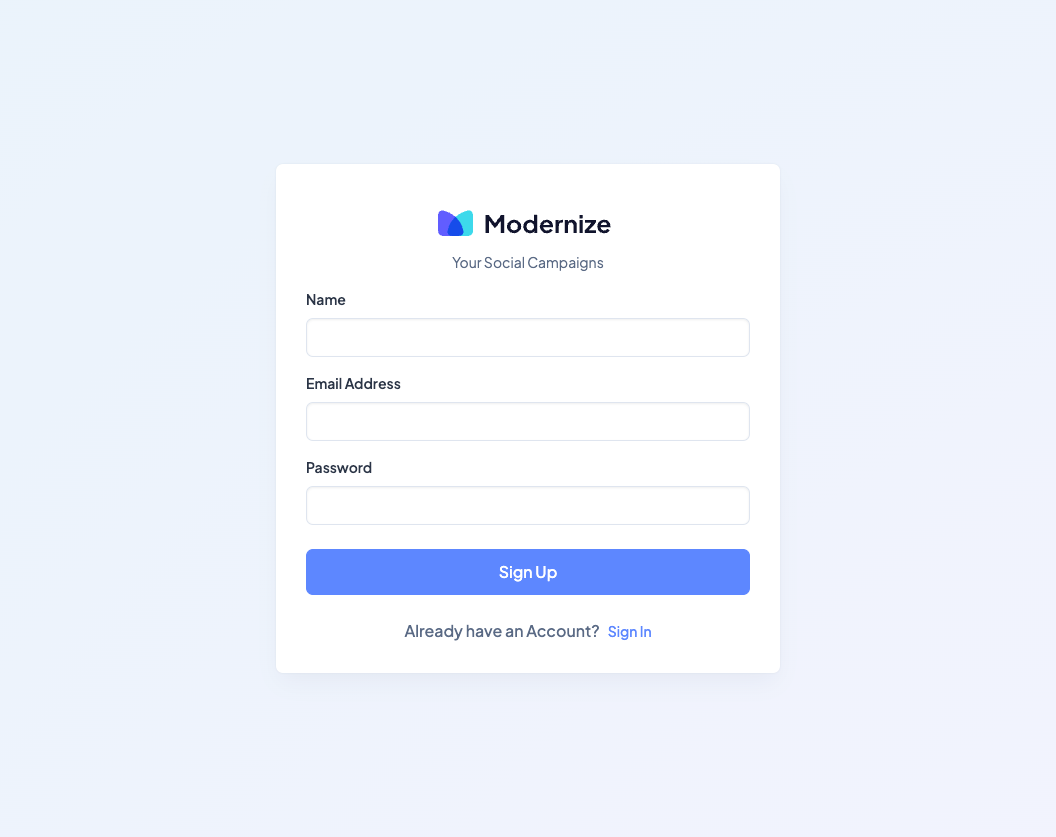 Modernize
Your Social Campaigns
Name
Email Address
Password
Sign Up
Already have an Account? Sign In